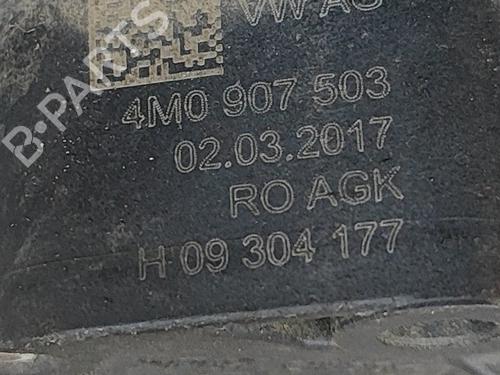 VW AG
4M0 907 503
02.03.2017
RO AGK
H 09 304 177
B-PARTS